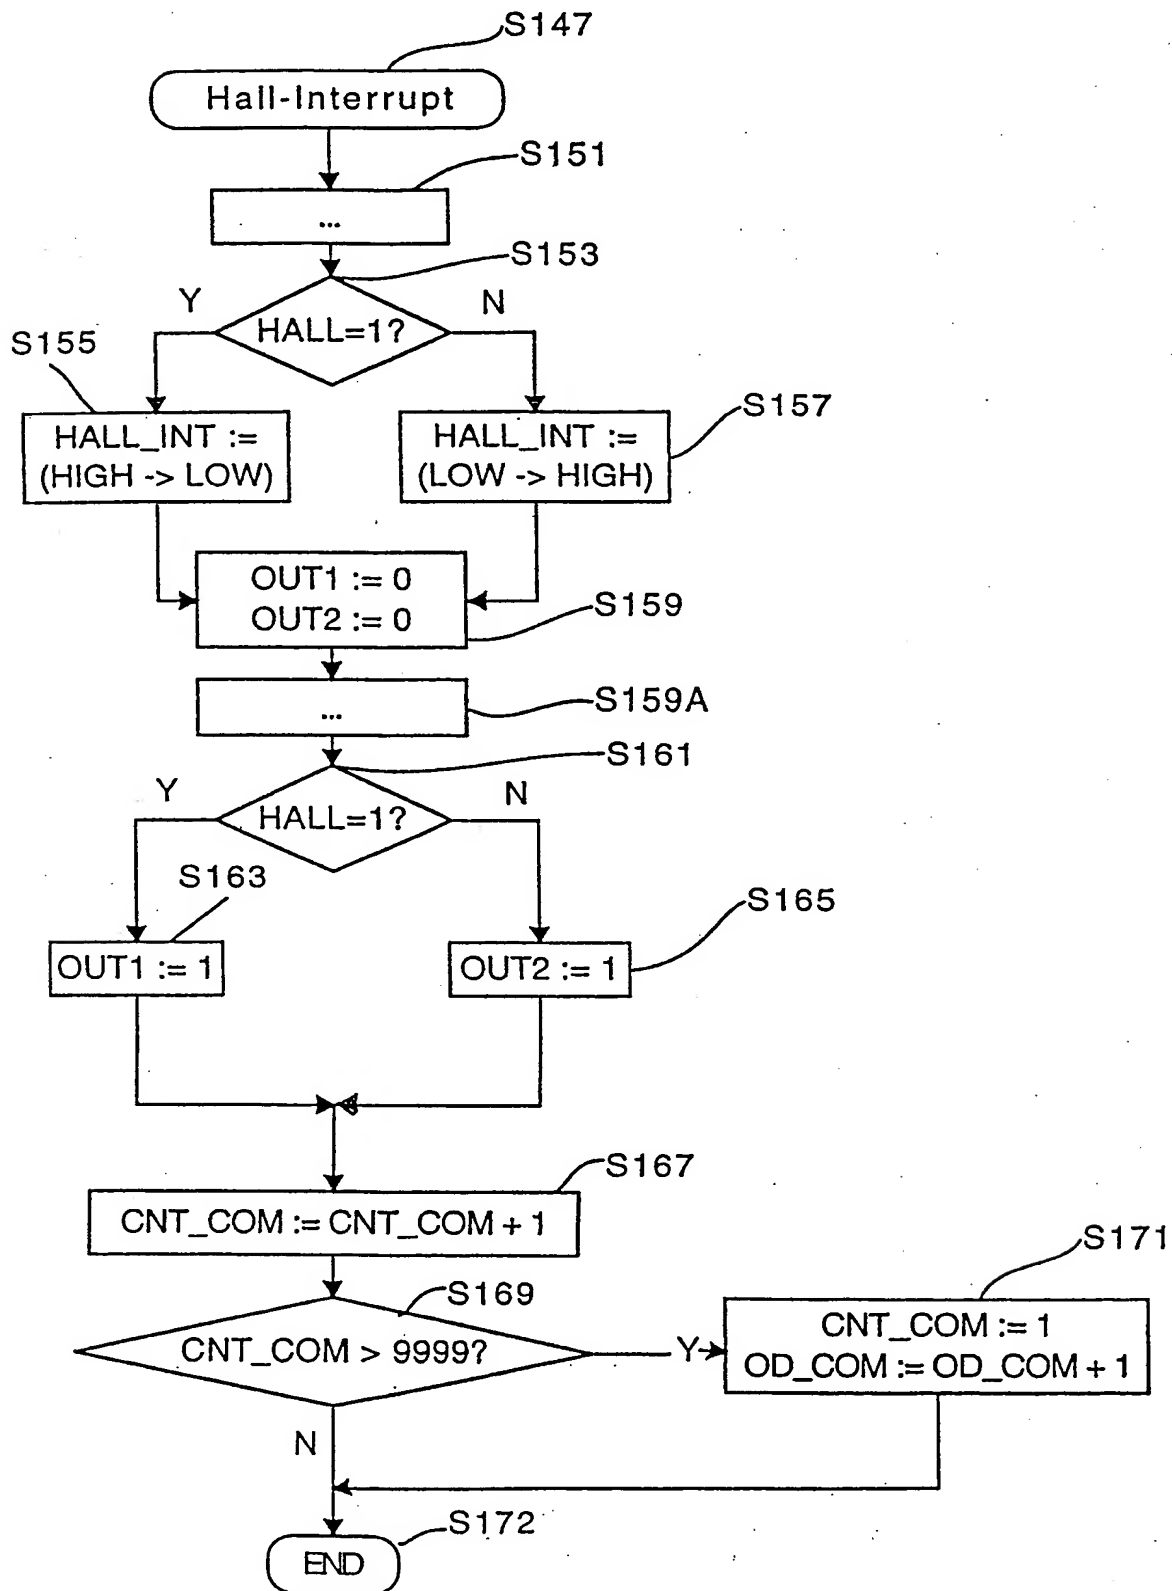 S147
Hall-Interrupt
S151
...
S153
Y
HALL=1?
N
S155
HALL_INT :=
(HIGH -> LOW)
S157
HALL_INT :=
(LOW -> HIGH)
OUT1 := 0
OUT2 := 0
S159
...
S159A
S161
Y
HALL=1?
N
S163
OUT1 := 1
S165
OUT2 := 1
S167
CNT_COM := CNT_COM + 1
S169
CNT_COM > 9999?
Y
S171
CNT_COM := 1
OD_COM := OD_COM + 1
N
S172
END